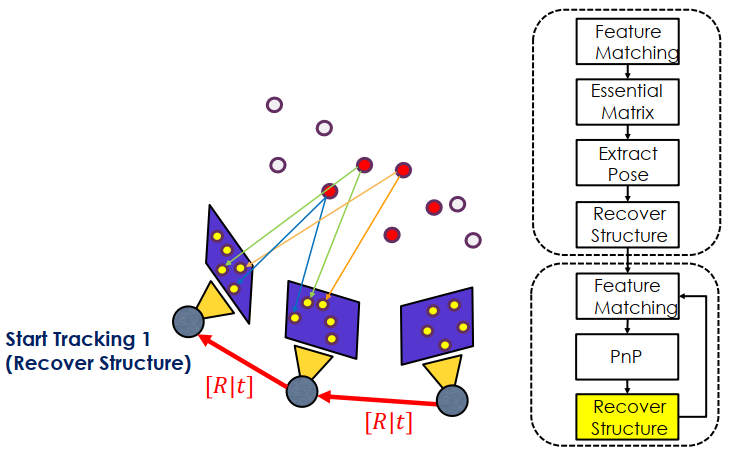 Feature
Matching
Essential
Matrix
Extract
Pose
Recover
Structure
Feature
Matching
PnP
Recover
Structure
Start Tracking 1
(Recover Structure)
[R|t]
[R|t]